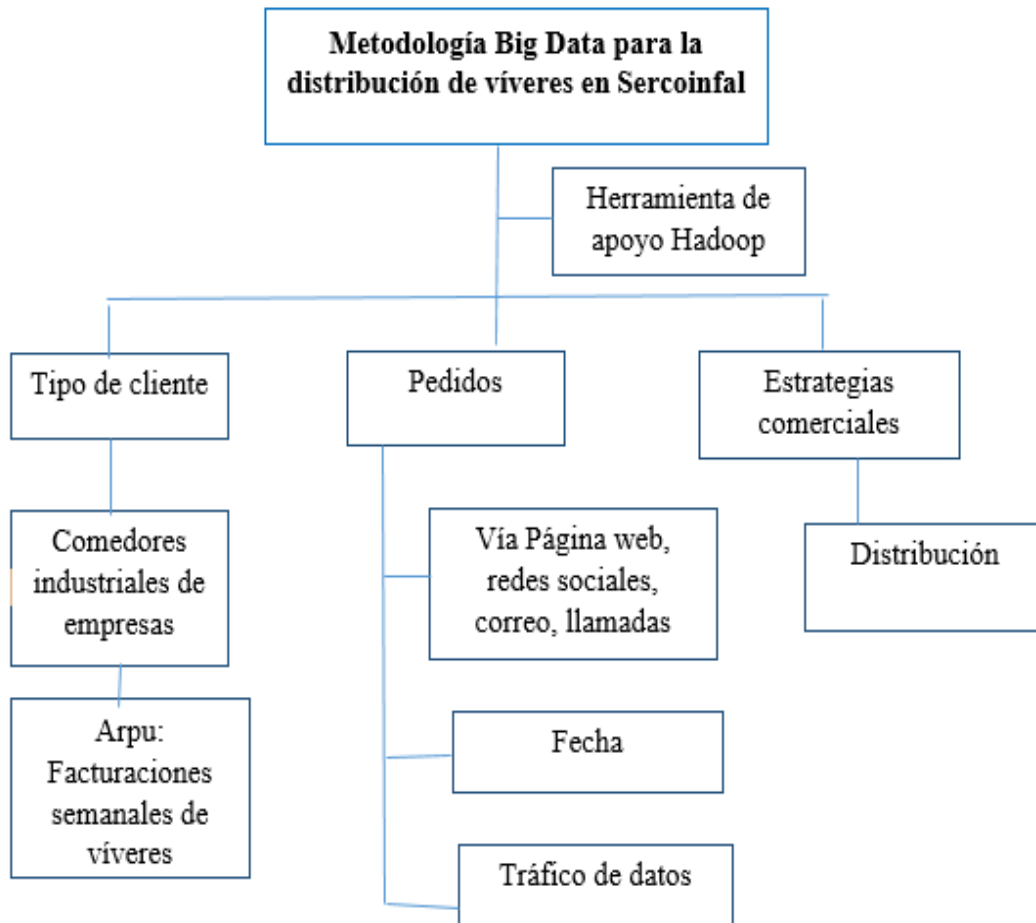 Metodología Big Data para la
distribución de víveres en Sercoinfal
Herramienta de
apoyo Hadoop
Tipo de cliente
Pedidos
Estrategias
comerciales
Comedores
industriales de
empresas
Vía Página web,
redes sociales,
correo, llamadas
Distribución
Arpu:
Facturaciones
semanales de
víveres
Fecha
Tráfico de datos